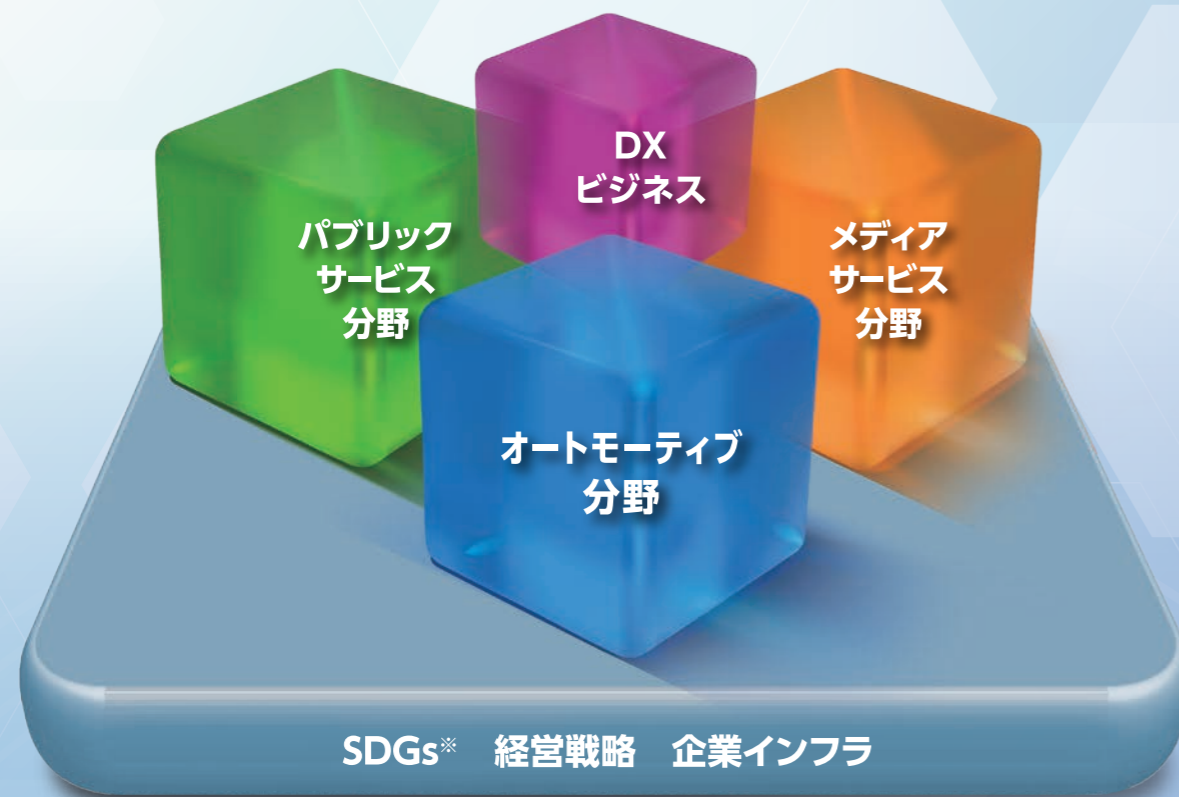 DX
ビジネス
パブリック
サービス
分野
メディア
サービス
分野
オートモーティブ
分野
SDGs※　経営戦略　企業インフラ